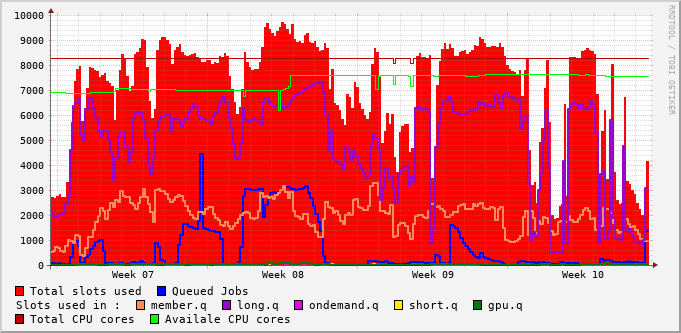 RRDTOOL / TOBI OETIKER
10000
9000
8000
7000
6000
5000
4000
3000
2000
1000
0
Week 07 Week 08 Week 09 Week 10
Total slots used Queued Jobs
Slots used in : member.q long.q ondemand.q short.q gpu.q
Total CPU cores Availale CPU cores